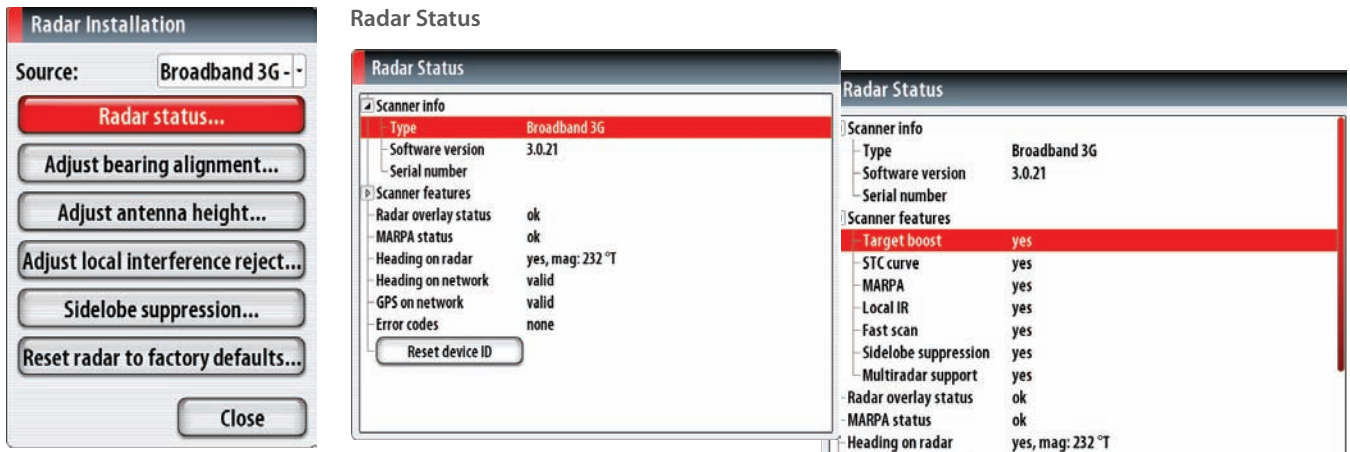 Radar Installation
Source: Broadband 3G -
Radar status...
Adjust bearing alignment...
Adjust antenna height...
Adjust local interference reject...
Sidelobe suppression...
Reset radar to factory defaults...
Close
Radar Status
Radar Status
Scanner info
Type Broadband 3G
Software version 3.0.21
Serial number
Scanner features
Radar overlay status ok
MARPA status ok
Heading on radar yes, mag: 232 °T
Heading on network valid
GPS on network valid
Error codes none
Reset device ID
Radar Status
Scanner info
Type Broadband 3G
Software version 3.0.21
Serial number
Scanner features
Target boost yes
STC curve yes
MARPA yes
Local IR yes
Fast scan yes
Sidelobe suppression yes
Multiradar support yes
Radar overlay status ok
MARPA status ok
Heading on radar yes, mag: 232 °T